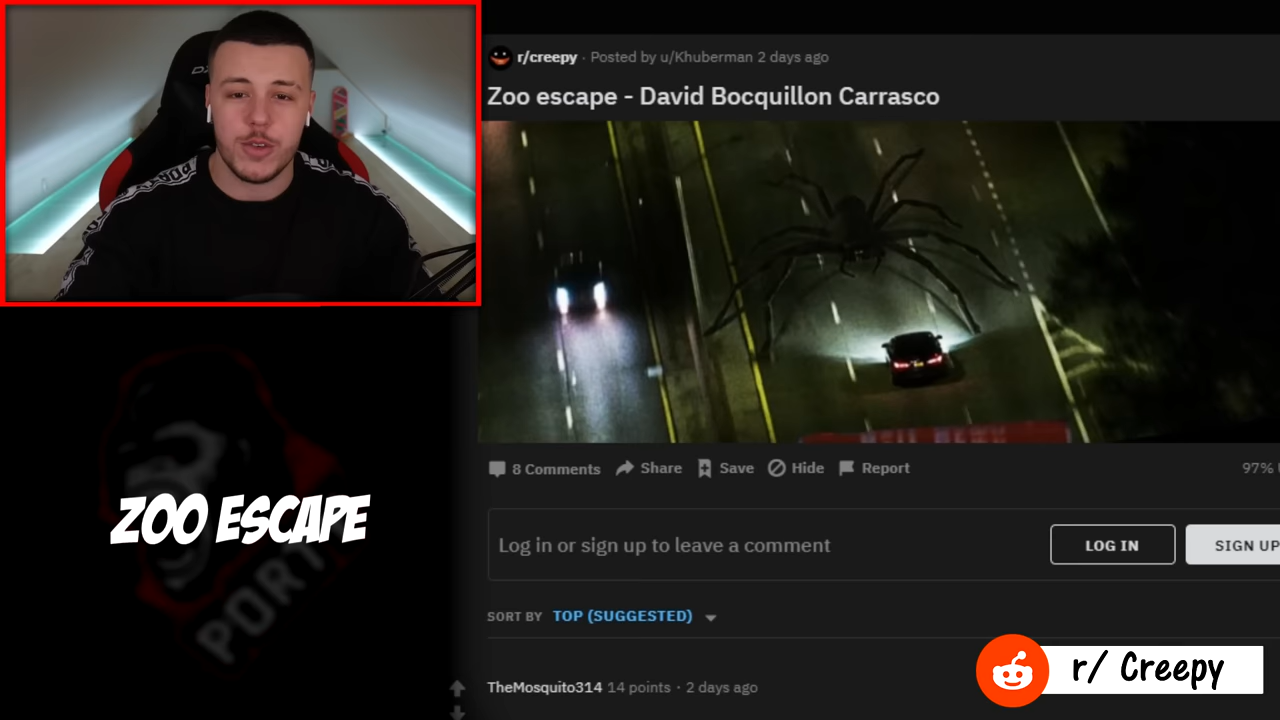 r/creepy · Posted by u/Khuberman 2 days ago
Zoo escape - David Bocquillon Carrasco
8 Comments Share Save Hide Report 97%
Log in or sign up to leave a comment
LOG IN
SIGN UP
ZOO ESCAPE
PORT
SORT BY TOP (SUGGESTED)
r/ Creepy
TheMosquito314 14 points · 2 days ago